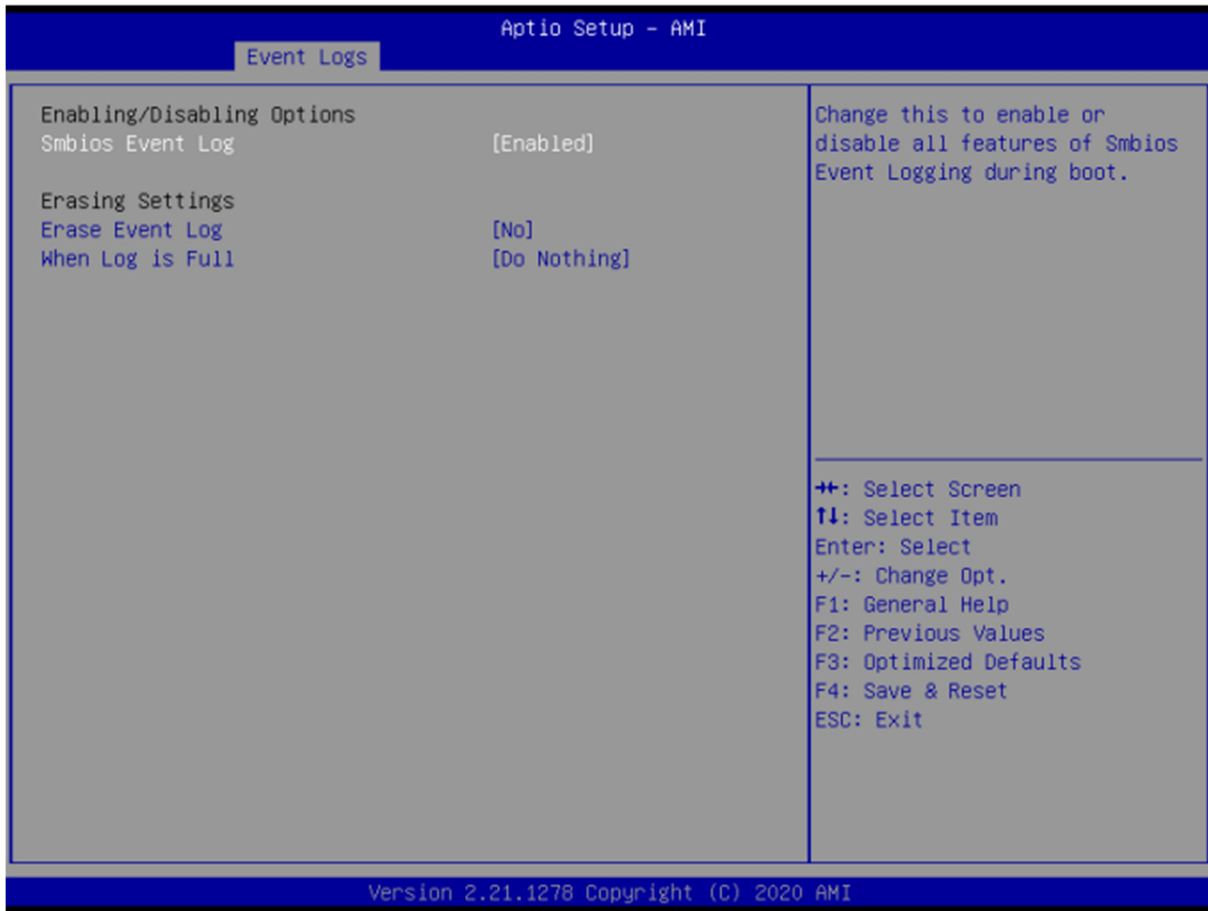 Aptio Setup – AMI
Event Logs
Enabling/Disabling Options
Smbios Event Log [Enabled]
Erasing Settings
Erase Event Log [No]
When Log is Full [Do Nothing]
Change this to enable or
disable all features of Smbios
Event Logging during boot.
→←: Select Screen
↑↓: Select Item
Enter: Select
+/-: Change Opt.
F1: General Help
F2: Previous Values
F3: Optimized Defaults
F4: Save & Reset
ESC: Exit
Version 2.21.1278 Copyright (C) 2020 AMI